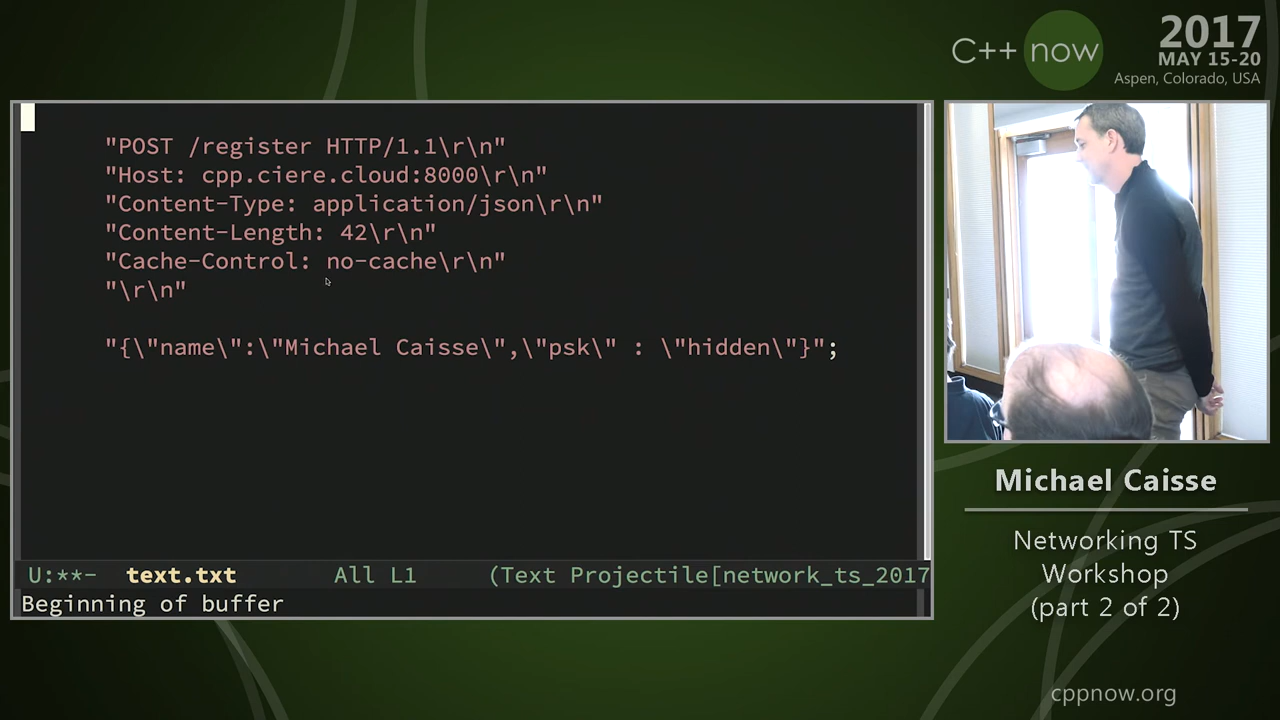 C++ now
2017
MAY 15-20
Aspen, Colorado, USA
"POST /register HTTP/1.1\r\n"
"Host: cpp.ciere.cloud:8000\r\n"
"Content-Type: application/json\r\n"
"Content-Length: 42\r\n"
"Cache-Control: no-cache\r\n"
"\r\n"
"{\"name\":\"Michael Caisse\",\"psk\" : \"hidden\"}";
U:**- text.txt All L1 (Text Projectile[network_ts_2017
Beginning of buffer
Michael Caisse
Networking TS
Workshop
(part 2 of 2)
cppnow.org